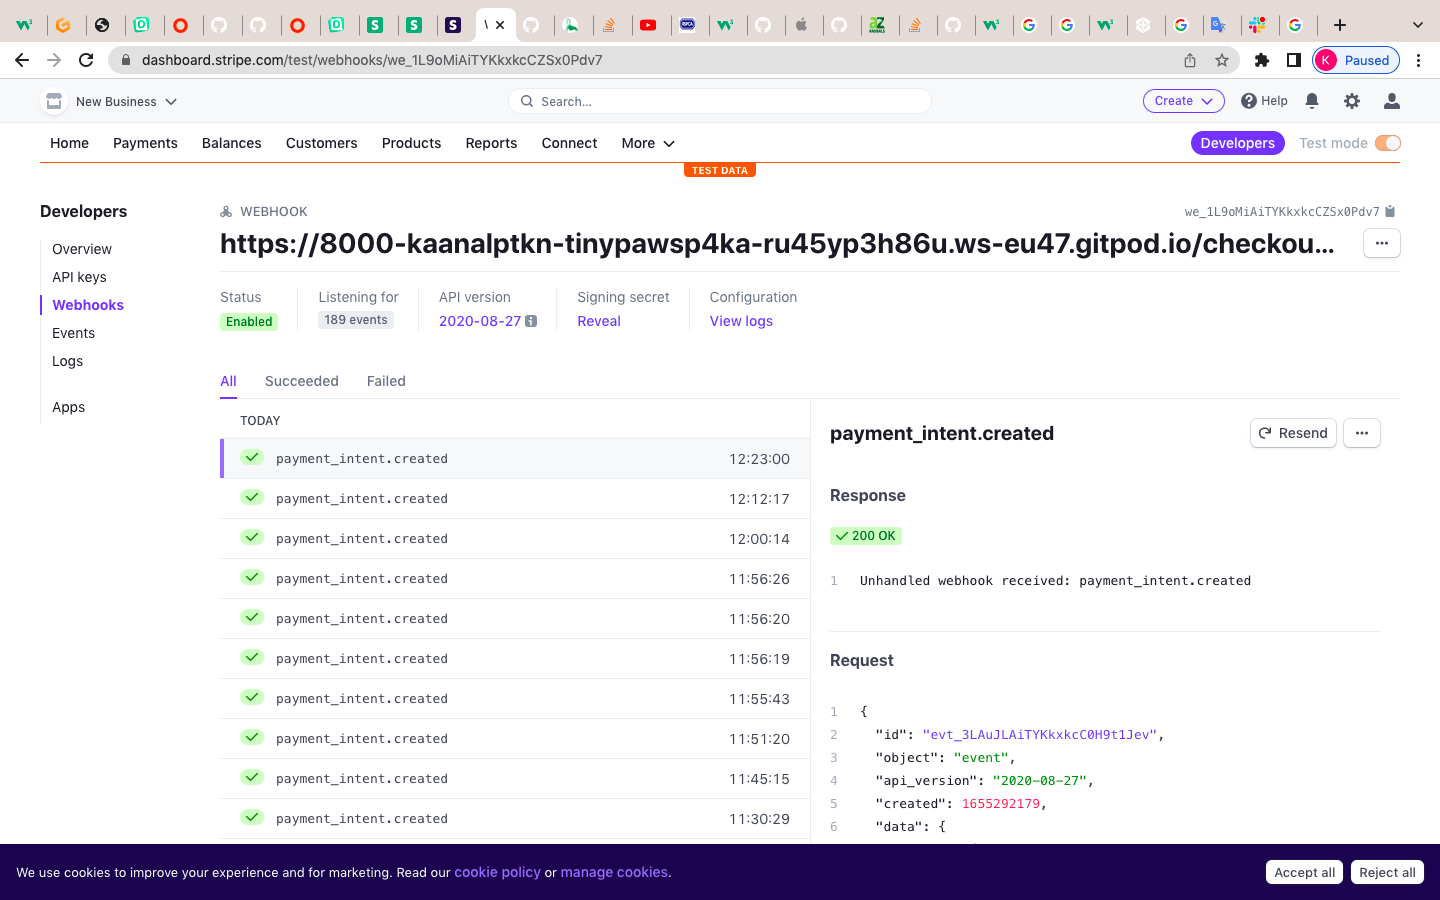 dashboard.stripe.com/test/webhooks/we_1L9oMiAiTYKkxkcCZSx0Pdv7
K
Paused
New Business
Search...
Create
Help
Home
Payments
Balances
Customers
Products
Reports
Connect
More
Developers
Test mode
TEST DATA
Developers
Overview
API keys
Webhooks
Events
Logs
Apps
WEBHOOK
we_1L9oMiAiTYKkxkcCZSx0Pdv7
https://8000-kaanalptkn-tinypawsp4ka-ru45yp3h86u.ws-eu47.gitpod.io/checkou...
Status
Enabled
Listening for
189 events
API version
2020-08-27
Signing secret
Reveal
Configuration
View logs
All
Succeeded
Failed
TODAY
payment_intent.created 12:23:00
payment_intent.created 12:12:17
payment_intent.created 12:00:14
payment_intent.created 11:56:26
payment_intent.created 11:56:20
payment_intent.created 11:56:19
payment_intent.created 11:55:43
payment_intent.created 11:51:20
payment_intent.created 11:45:15
payment_intent.created 11:30:29
payment_intent.created
Resend
Response
200 OK
1 Unhandled webhook received: payment_intent.created
Request
1 {
2 "id": "evt_3LAuJLAiTYKkxkcC0H9t1Jev",
3 "object": "event",
4 "api_version": "2020-08-27",
5 "created": 1655292179,
6 "data": {
We use cookies to improve your experience and for marketing. Read our cookie policy or manage cookies.
Accept all
Reject all